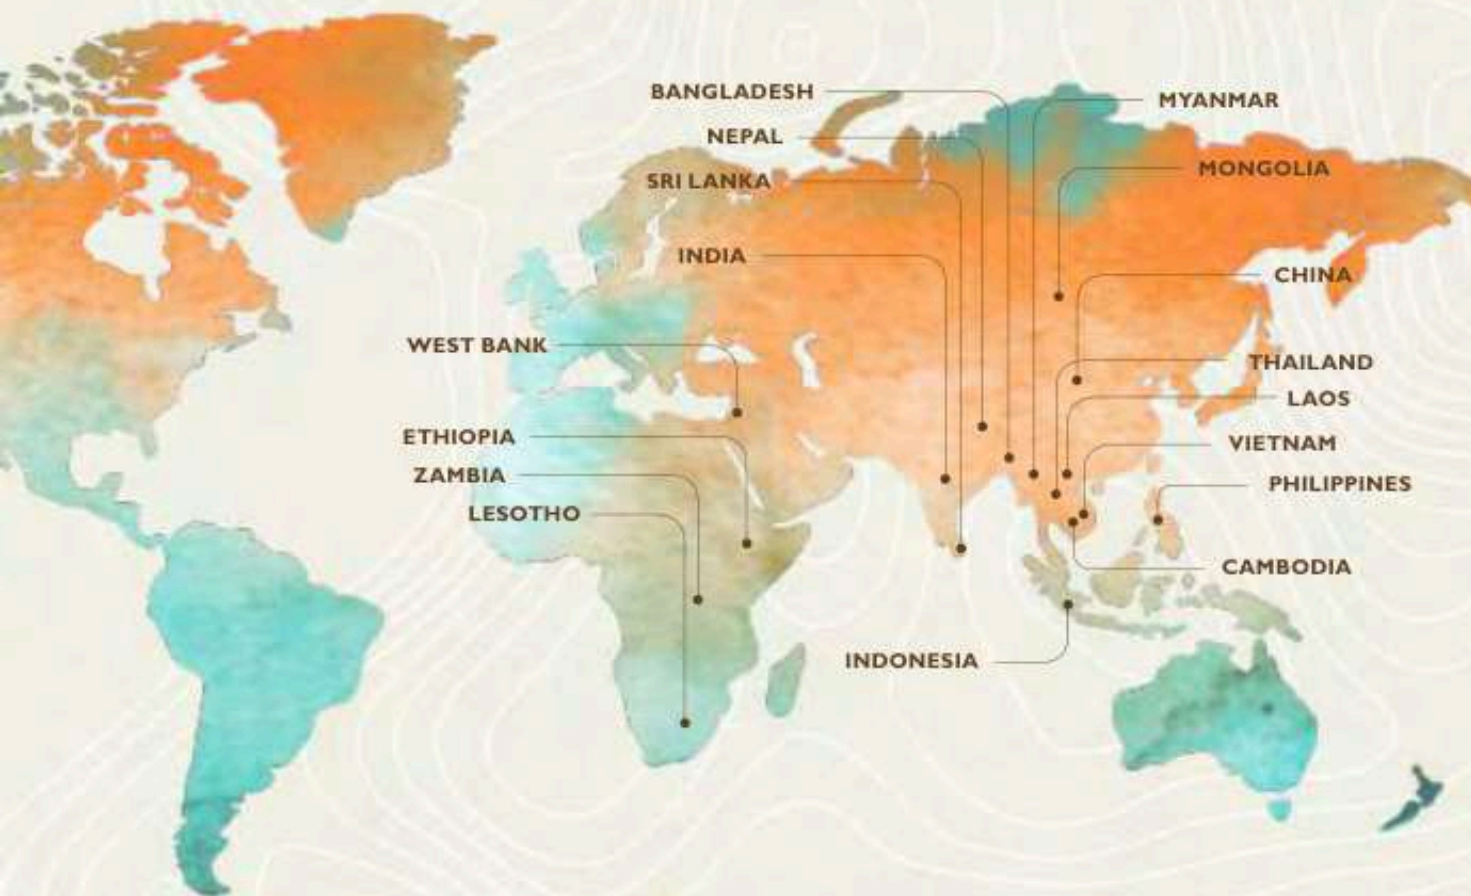 BANGLADESH
MYANMAR
NEPAL
MONGOLIA
SRI LANKA
INDIA
CHINA
WEST BANK
THAILAND
LAOS
ETHIOPIA
VIETNAM
ZAMBIA
PHILIPPINES
LESOTHO
CAMBODIA
INDONESIA